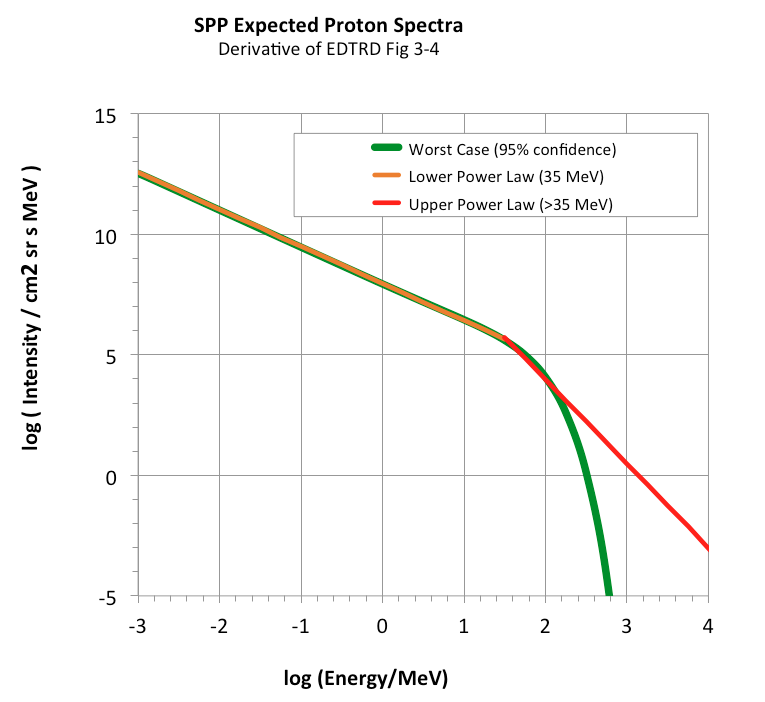 SPP Expected Proton Spectra
Derivative of EDTRD Fig 3-4
15
10
5
0
-5
log ( Intensity / cm2 sr s MeV )
Worst Case (95% confidence)
Lower Power Law (35 MeV)
Upper Power Law (>35 MeV)
-3 -2 -1 0 1 2 3 4
log (Energy/MeV)